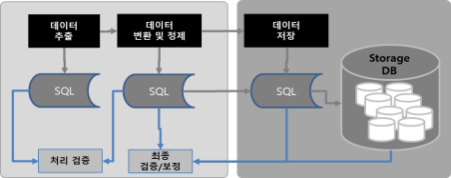 데이터
추출
데이터
변환 및 정제
데이터
저장
Storage
DB
SQL
SQL
SQL
처리 검증
최종
검증/보정